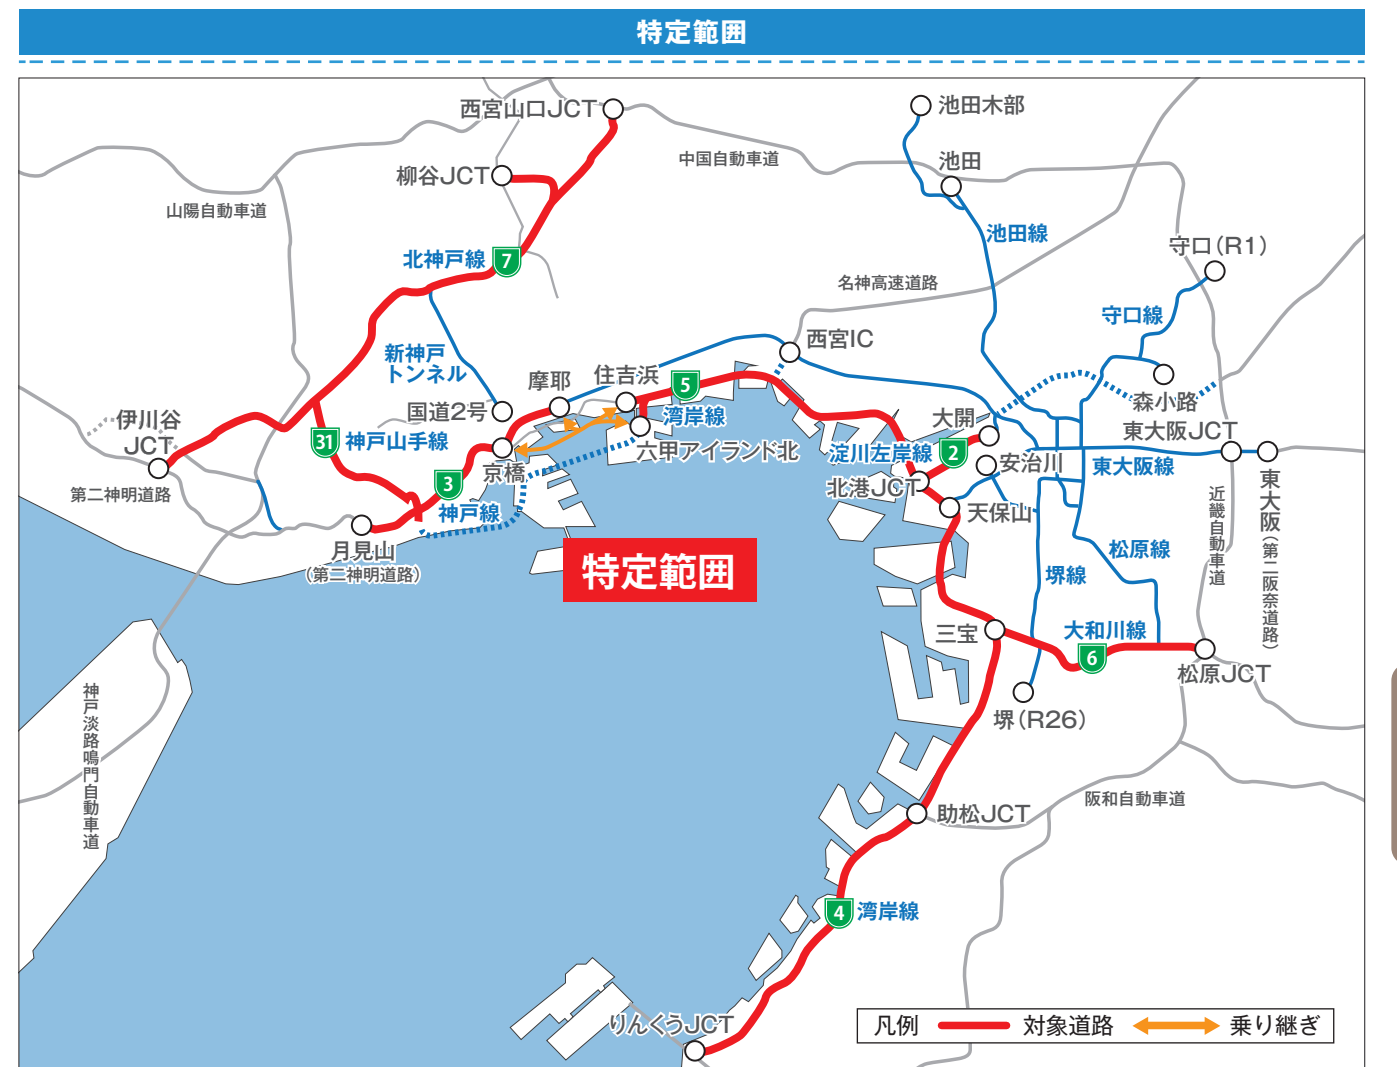 特定範囲
西宮山口JCT
池田木部
柳谷JCT
中国自動車道
池田
山陽自動車道
池田線
守口(R1)
北神戸線
7
名神高速道路
守口線
新神戸
トンネル
西宮IC
摩耶
住吉浜
5
森小路
伊川谷
JCT
国道2号
湾岸線
大開
31
神戸山手線
六甲アイランド北
淀川左岸線
2
東大阪JCT
京橋
安治川
東大阪線
東大阪(第二阪奈道路)
第二神明道路
3
北港JCT
近畿自動車道
神戸線
天保山
月見山
(第二神明道路)
特定範囲
松原線
堺線
三宝
大和川線
6
松原JCT
神戸淡路鳴門自動車道
堺(R26)
阪和自動車道
助松JCT
4
湾岸線
りんくうJCT
凡例 対象道路 乗り継ぎ